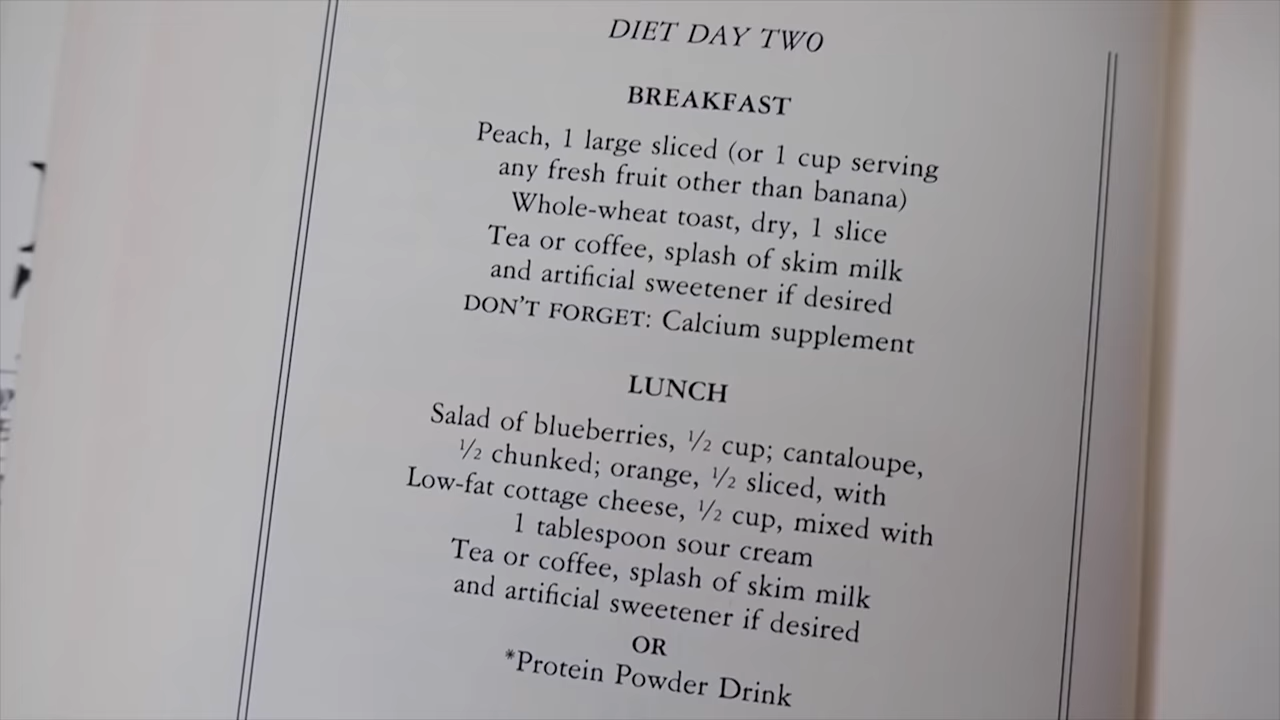 DIET DAY TWO
BREAKFAST
Peach, 1 large sliced (or 1 cup serving
any fresh fruit other than banana)
Whole-wheat toast, dry, 1 slice
Tea or coffee, splash of skim milk
and artificial sweetener if desired
DON'T FORGET: Calcium supplement
LUNCH
Salad of blueberries, ½ cup; cantaloupe,
½ chunked; orange, ½ sliced, with
Low-fat cottage cheese, ½ cup, mixed with
1 tablespoon sour cream
Tea or coffee, splash of skim milk
and artificial sweetener if desired
OR
*Protein Powder Drink